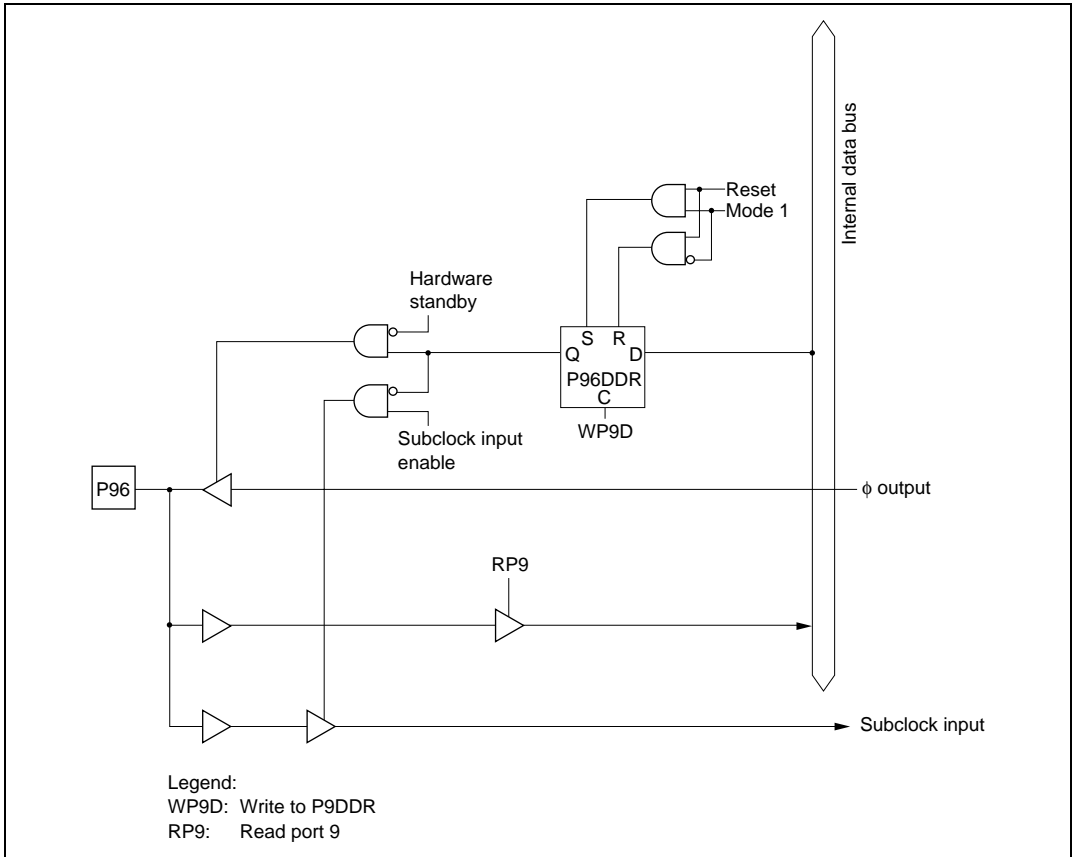 Internal data bus
Reset
Mode 1
Hardware
standby
S R
Q D
P96DDR
C
WP9D
Subclock input
enable
P96
ϕ output
RP9
Subclock input
Legend:
WP9D: Write to P9DDR
RP9: Read port 9